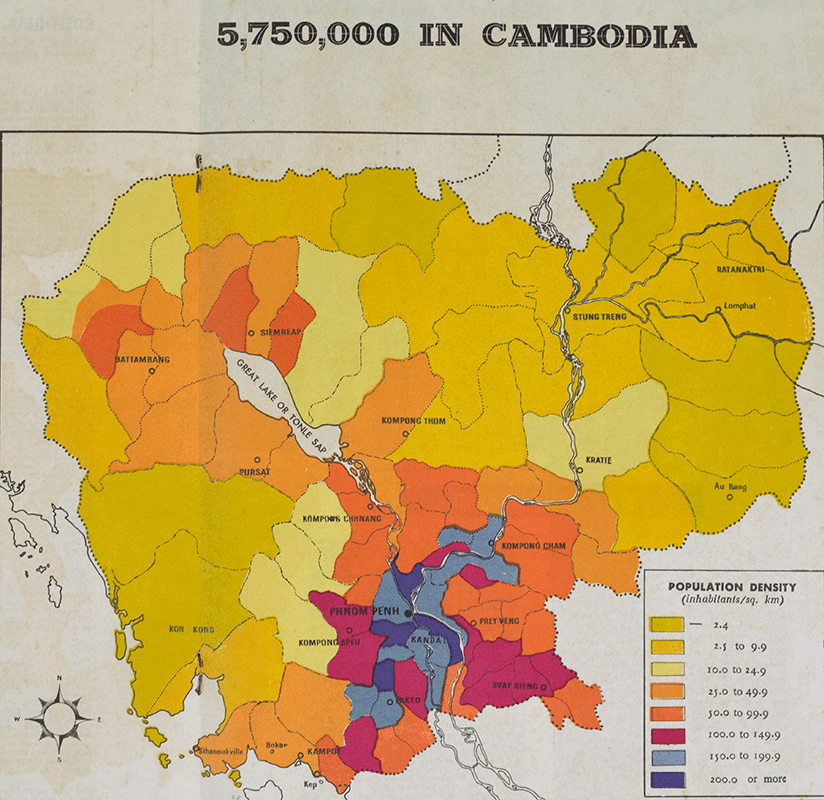 5,750,000 IN CAMBODIA
RATANAKIRI
Lomphat
STUNG TRENG
SIEMREAP
BATTAMBANG
GREAT LAKE OR TONLE SAP
KOMPONG THOM
KRATIE
PURSAT
Au Bang
KOMPONG CHHNANG
KOMPONG CHAM
PHNOM PENH
PREY VENG
KOH KONG
KOMPONG SPEU
KANDAL
SVAY RIENG
TAKEO
Sihanoukville
Bokor
KAMPOT
Kep
N
W E
S
POPULATION DENSITY
(inhabitants/sq. km)
— 2.4
2.5 to 9.9
10.0 to 24.9
25.0 to 49.9
50.0 to 99.9
100.0 to 149.9
150.0 to 199.9
200.0 or more